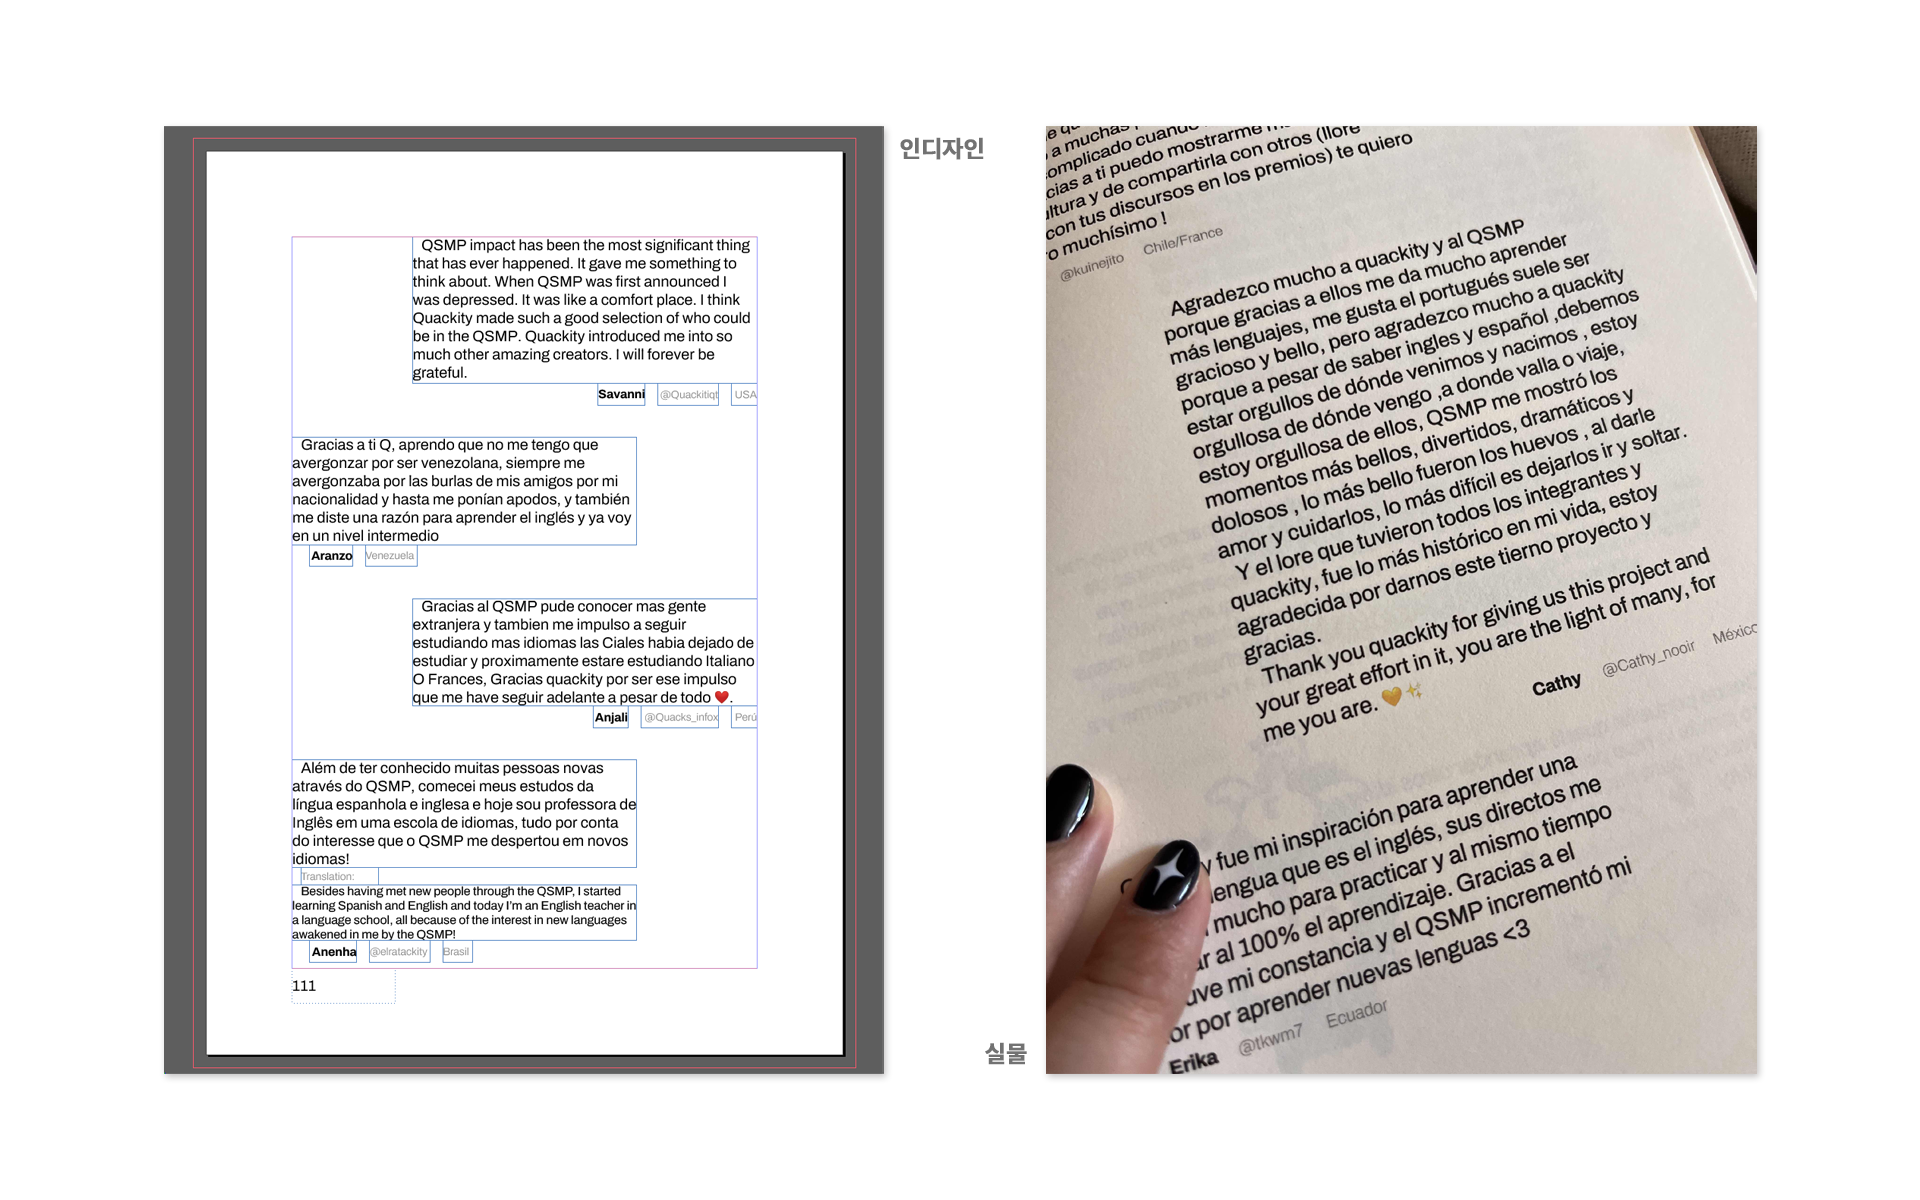 인디자인
QSMP impact has been the most significant thing
that has ever happened. It gave me something to
think about. When QSMP was first announced I
was depressed. It was like a comfort place. I think
Quackity made such a good selection of who could
be in the QSMP. Quackity introduced me into so
much other amazing creators. I will forever be
grateful.
Savanni @Quackitiqt USA
Gracias a ti Q, aprendo que no me tengo que
avergonzar por ser venezolana, siempre me
avergonzaba por las burlas de mis amigos por mi
nacionalidad y hasta me ponían apodos, y también
me diste una razón para aprender el inglés y ya voy
en un nivel intermedio
Aranzo Venezuela
Gracias al QSMP pude conocer mas gente
extranjera y tambien me impulso a seguir
estudiando mas idiomas las Ciales habia dejado de
estudiar y proximamente estare estudiando Italiano
O Frances, Gracias quackity por ser ese impulso
que me have seguir adelante a pesar de todo ❤️.
Anjali @Quacks_infox Perú
Além de ter conhecido muitas pessoas novas
através do QSMP, comecei meus estudos da
língua espanhola e inglesa e hoje sou professora de
Inglês em uma escola de idiomas, tudo por conta
do interesse que o QSMP me despertou em novos
idiomas!
Translation:
Besides having met new people through the QSMP, I started
learning Spanish and English and today I'm an English teacher in
a language school, all because of the interest in new languages
awakened in me by the QSMP!
Anenha @elratackity Brasil
111
실물
a muchas
omplicado cuando
cias a ti puedo mostrarme
ltura y de compartirla con otros (llore
con tus discursos en los premios) te quiero
o muchísimo !
@kuinejito Chile/France
Agradezco mucho a quackity y al QSMP
porque gracias a ellos me da mucho aprender
más lenguajes, me gusta el portugués suele ser
gracioso y bello, pero agradezco mucho a quackity
porque a pesar de saber ingles y español ,debemos
estar orgullos de dónde venimos y nacimos , estoy
orgullosa de dónde vengo ,a donde valla o viaje,
estoy orgullosa de ellos, QSMP me mostró los
momentos más bellos, divertidos, dramáticos y
dolosos , lo más bello fueron los huevos , al darle
amor y cuidarlos, lo más difícil es dejarlos ir y soltar.
Y el lore que tuvieron todos los integrantes y
quackity, fue lo más histórico en mi vida, estoy
agradecida por darnos este tierno proyecto y
gracias.
Thank you quackity for giving us this project and
your great effort in it, you are the light of many, for
me you are. 💛✨
Cathy @Cathy_nooir México
y fue mi inspiración para aprender una
engua que es el inglés, sus directos me
mucho para practicar y al mismo tiempo
ar al 100% el aprendizaje. Gracias a el
uve mi constancia y el QSMP incrementó mi
or por aprender nuevas lenguas <3
Erika @tkwm7 Ecuador